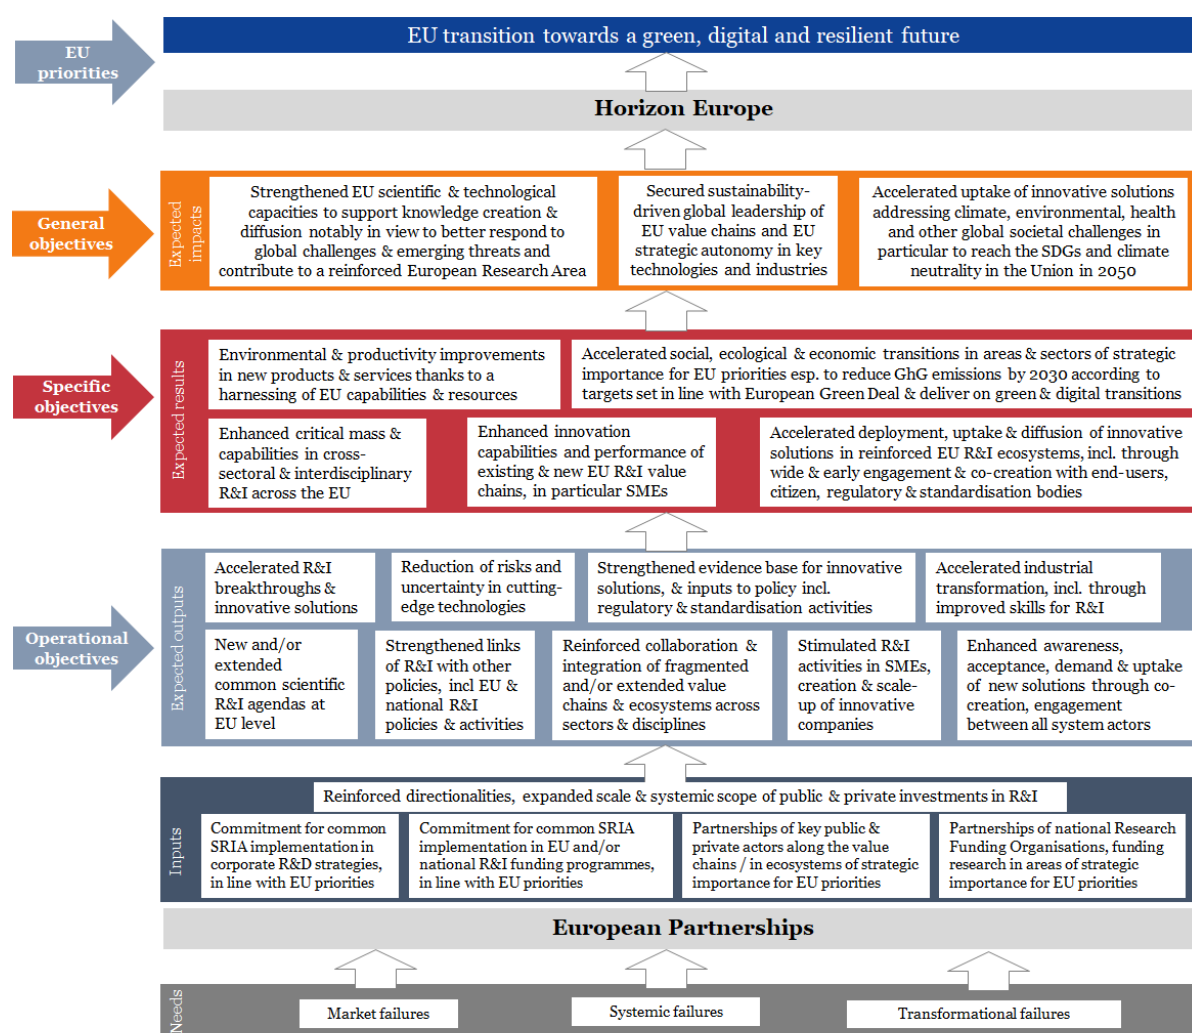 EU priorities
EU transition towards a green, digital and resilient future
Horizon Europe
General objectives
Expected impacts
Strengthened EU scientific & technological
capacities to support knowledge creation &
diffusion notably in view to better respond to
global challenges & emerging threats and
contribute to a reinforced European Research Area
Secured sustainability-
driven global leadership of
EU value chains and EU
strategic autonomy in key
technologies and industries
Accelerated uptake of innovative solutions
addressing climate, environmental, health
and other global societal challenges in
particular to reach the SDGs and climate
neutrality in the Union in 2050
Specific objectives
Expected results
Environmental & productivity improvements
in new products & services thanks to a
harnessing of EU capabilities & resources
Accelerated social, ecological & economic transitions in areas & sectors of strategic
importance for EU priorities esp. to reduce GhG emissions by 2030 according to
targets set in line with European Green Deal & deliver on green & digital transitions
Enhanced critical mass &
capabilities in cross-
sectoral & interdisciplinary
R&I across the EU
Enhanced innovation
capabilities and performance of
existing & new EU R&I value
chains, in particular SMEs
Accelerated deployment, uptake & diffusion of innovative
solutions in reinforced EU R&I ecosystems, incl. through
wide & early engagement & co-creation with end-users,
citizen, regulatory & standardisation bodies
Operational objectives
Expected outputs
Accelerated R&I
breakthroughs &
innovative solutions
Reduction of risks and
uncertainty in cutting-
edge technologies
Strengthened evidence base for innovative
solutions, & inputs to policy incl.
regulatory & standardisation activities
Accelerated industrial
transformation, incl. through
improved skills for R&I
New and/or
extended
common scientific
R&I agendas at
EU level
Strengthened links
of R&I with other
policies, incl EU &
national R&I
policies & activities
Reinforced collaboration &
integration of fragmented
and/or extended value
chains & ecosystems across
sectors & disciplines
Stimulated R&I
activities in SMEs,
creation & scale-
up of innovative
companies
Enhanced awareness,
acceptance, demand & uptake
of new solutions through co-
creation, engagement
between all system actors
Inputs
Reinforced directionalities, expanded scale & systemic scope of public & private investments in R&I
Commitment for common
SRIA implementation in
corporate R&D strategies,
in line with EU priorities
Commitment for common SRIA
implementation in EU and/or
national R&I funding programmes,
in line with EU priorities
Partnerships of key public &
private actors along the value
chains / in ecosystems of strategic
importance for EU priorities
Partnerships of national Research
Funding Organisations, funding
research in areas of strategic
importance for EU priorities
European Partnerships
Needs
Market failures
Systemic failures
Transformational failures